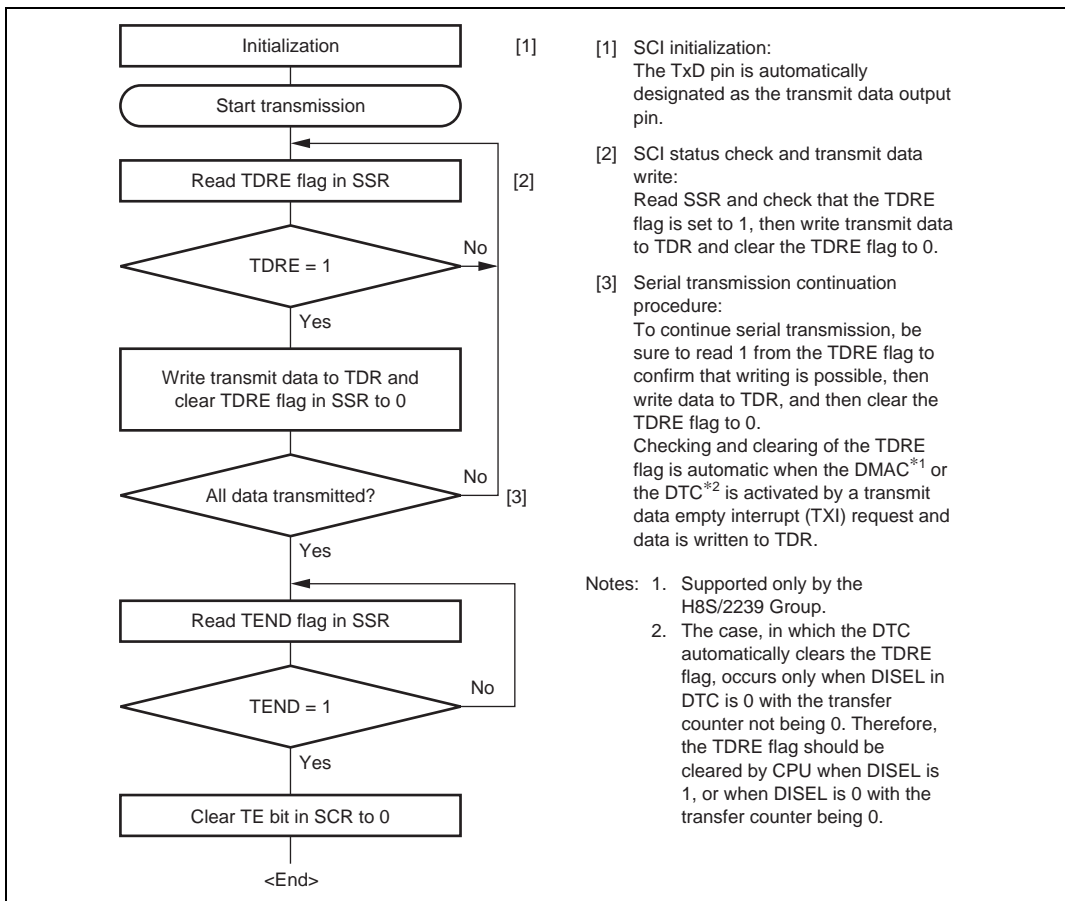 Initialization
[1]
Start transmission
Read TDRE flag in SSR
[2]
No
TDRE = 1
Yes
Write transmit data to TDR and
clear TDRE flag in SSR to 0
No
All data transmitted?
[3]
Yes
Read TEND flag in SSR
No
TEND = 1
Yes
Clear TE bit in SCR to 0
<End>
[1] SCI initialization:
The TxD pin is automatically
designated as the transmit data output
pin.
[2] SCI status check and transmit data
write:
Read SSR and check that the TDRE
flag is set to 1, then write transmit data
to TDR and clear the TDRE flag to 0.
[3] Serial transmission continuation
procedure:
To continue serial transmission, be
sure to read 1 from the TDRE flag to
confirm that writing is possible, then
write data to TDR, and then clear the
TDRE flag to 0.
Checking and clearing of the TDRE
flag is automatic when the DMAC*1 or
the DTC*2 is activated by a transmit
data empty interrupt (TXI) request and
data is written to TDR.
Notes: 1. Supported only by the
H8S/2239 Group.
2. The case, in which the DTC
automatically clears the TDRE
flag, occurs only when DISEL in
DTC is 0 with the transfer
counter not being 0. Therefore,
the TDRE flag should be
cleared by CPU when DISEL is
1, or when DISEL is 0 with the
transfer counter being 0.